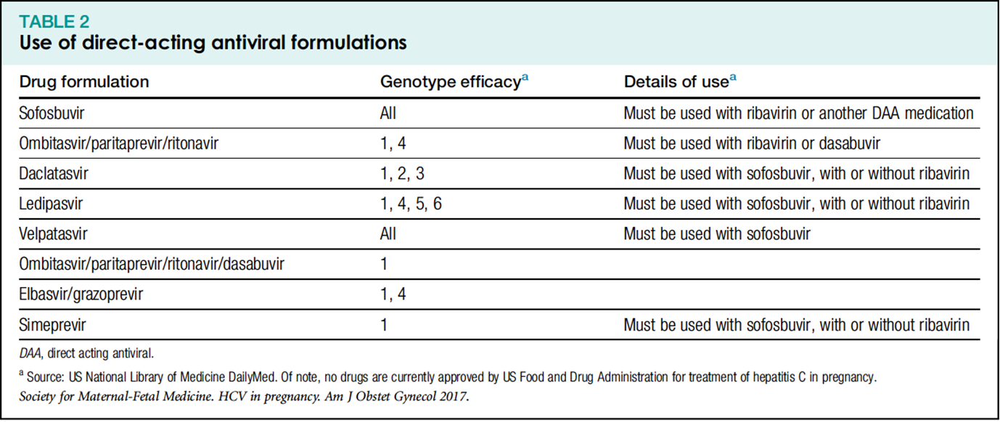 TABLE 2
Use of direct-acting antiviral formulations
Drug formulation Genotype efficacyᵃ Details of useᵃ
Sofosbuvir All Must be used with ribavirin or another DAA medication
Ombitasvir/paritaprevir/ritonavir 1, 4 Must be used with ribavirin or dasabuvir
Daclatasvir 1, 2, 3 Must be used with sofosbuvir, with or without ribavirin
Ledipasvir 1, 4, 5, 6 Must be used with sofosbuvir, with or without ribavirin
Velpatasvir All Must be used with sofosbuvir
Ombitasvir/paritaprevir/ritonavir/dasabuvir 1
Elbasvir/grazoprevir 1, 4
Simeprevir 1 Must be used with sofosbuvir, with or without ribavirin
DAA, direct acting antiviral.
ᵃ Source: US National Library of Medicine DailyMed. Of note, no drugs are currently approved by US Food and Drug Administration for treatment of hepatitis C in pregnancy.
Society for Maternal-Fetal Medicine. HCV in pregnancy. Am J Obstet Gynecol 2017.